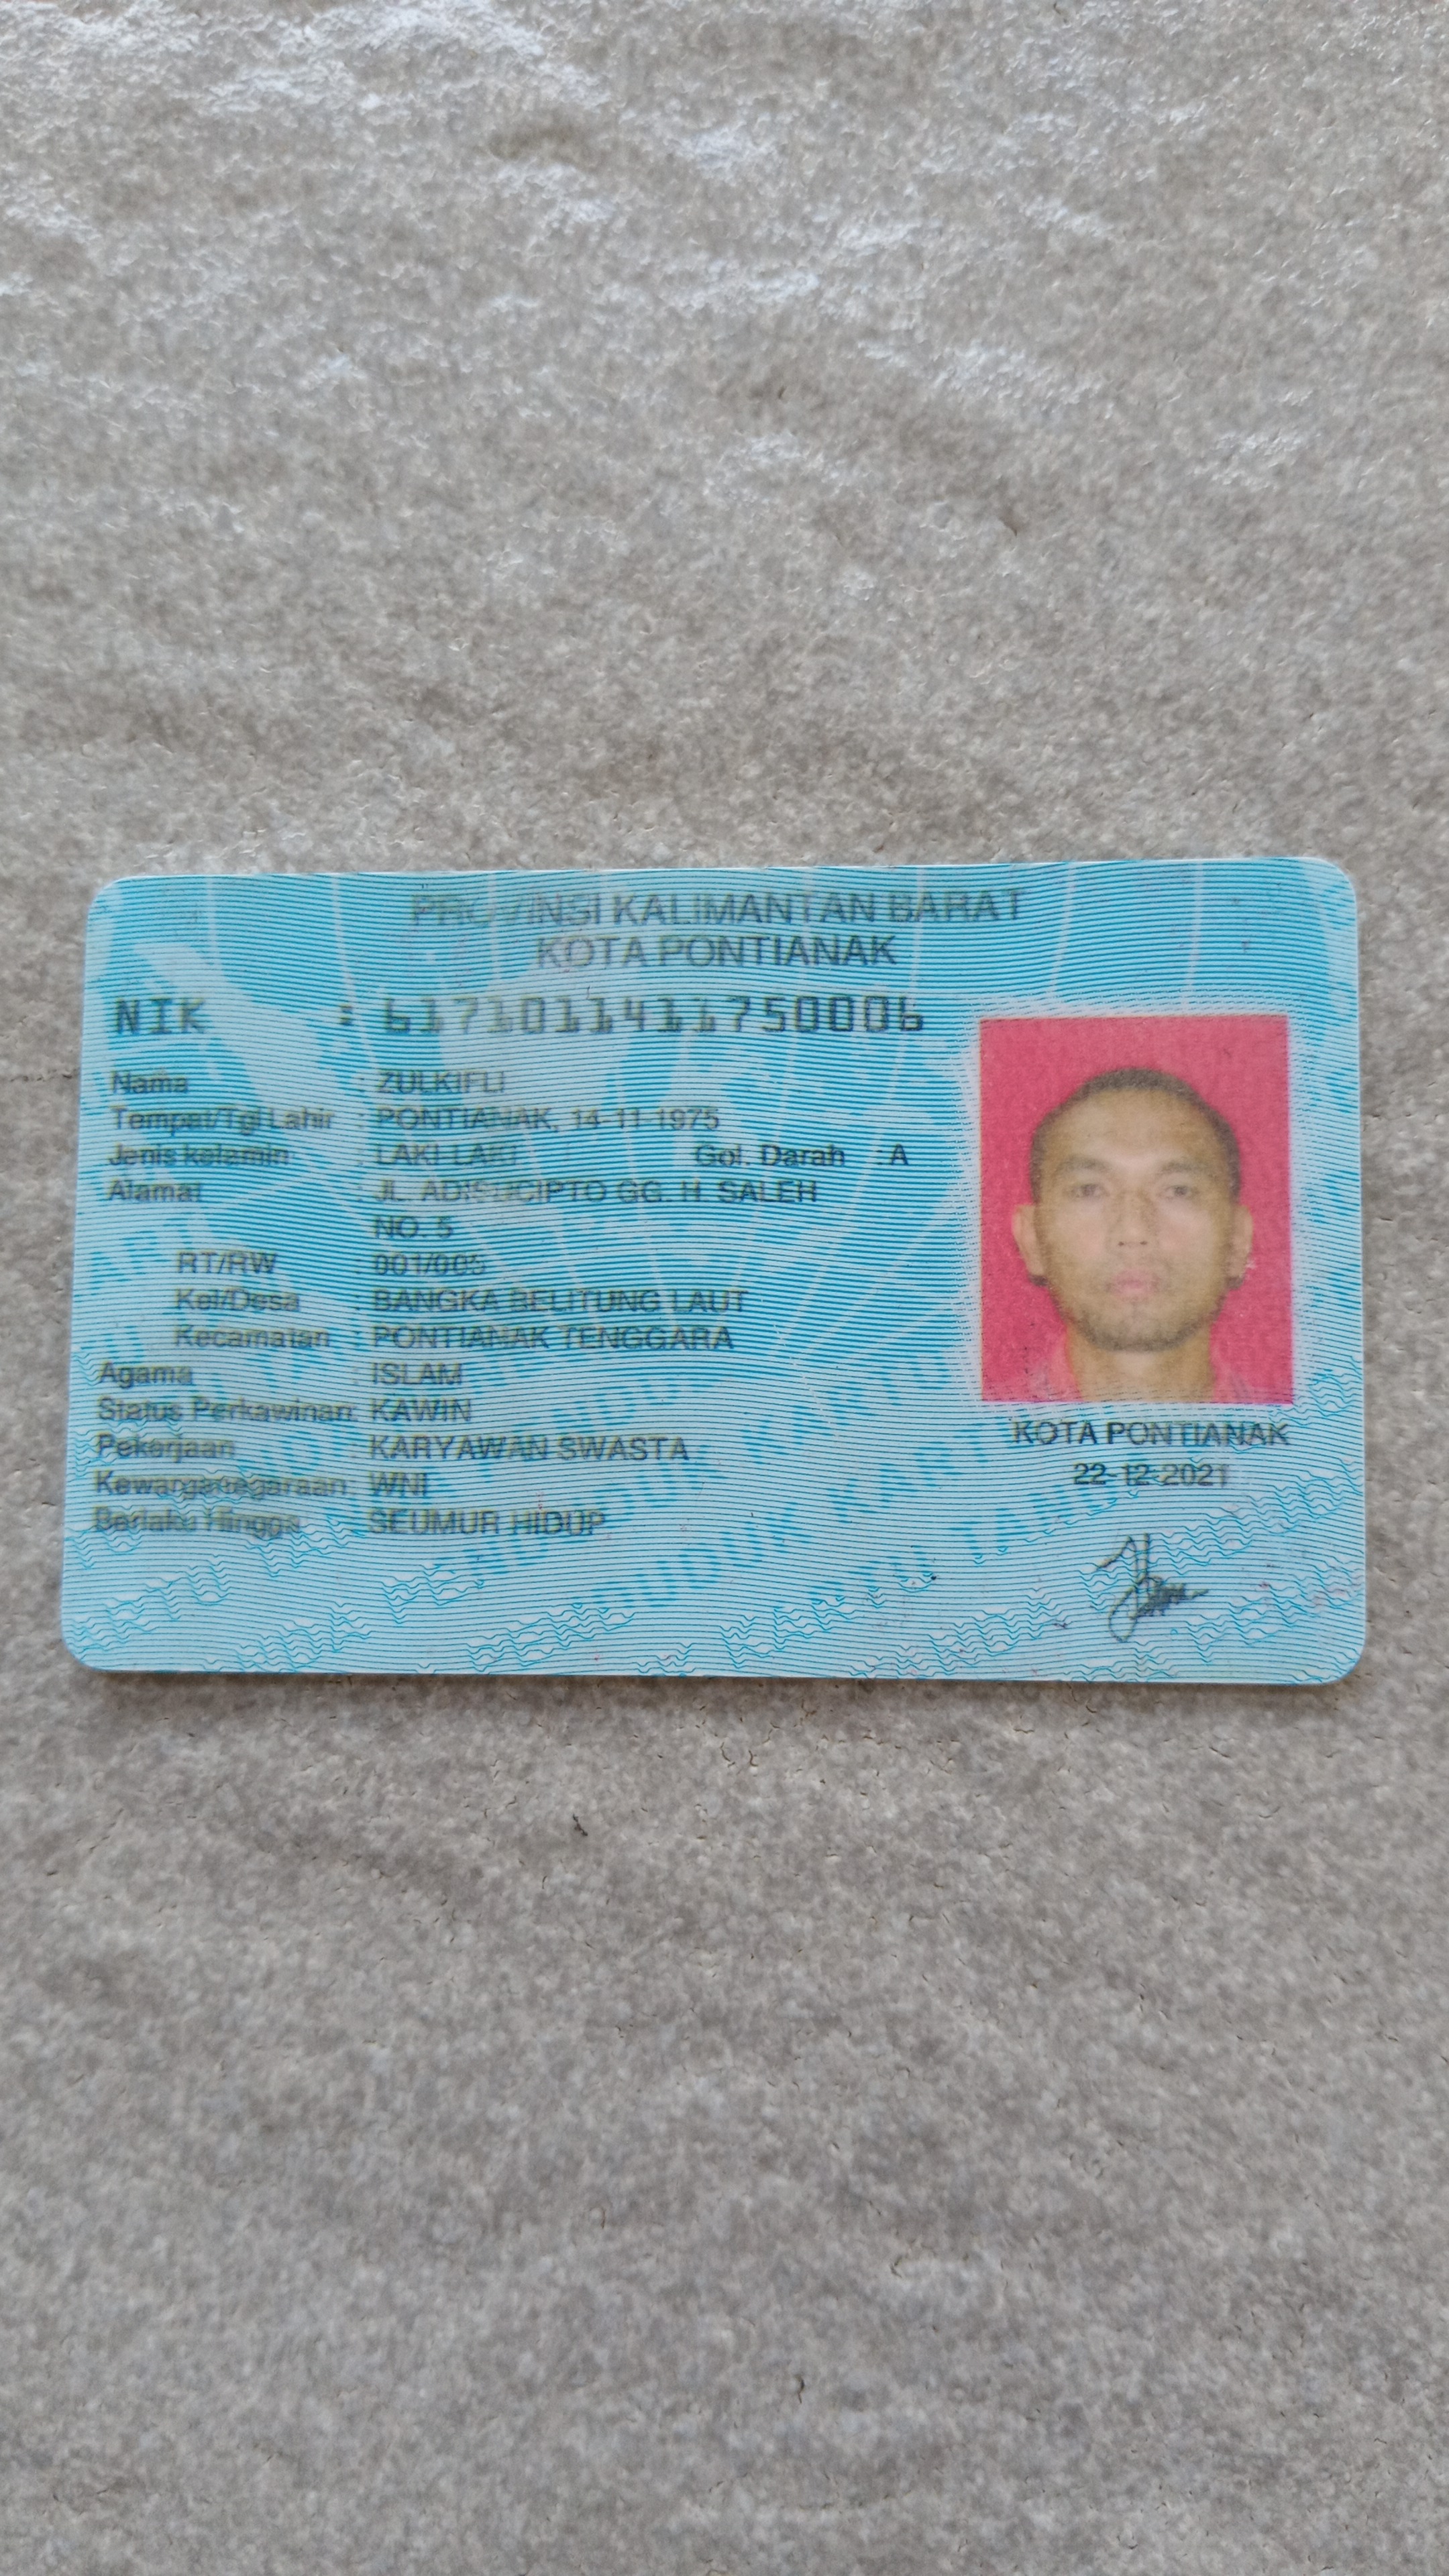 PROVINSI KALIMANTAN BARAT
KOTA PONTIANAK
NIK : 6171011411750006
Nama : ZULKIFLI
Tempat/Tgl Lahir : PONTIANAK, 14-11-1975
Jenis kelamin : LAKI-LAKI Gol. Darah : A
Alamat : JL. ADISUCIPTO GG. H. SALEH
NO. 5
RT/RW : 001/005
Kel/Desa : BANGKA BELITUNG LAUT
Kecamatan : PONTIANAK TENGGARA
Agama : ISLAM
Status Perkawinan: KAWIN
Pekerjaan : KARYAWAN SWASTA
Kewarganegaraan: WNI
Berlaku Hingga : SEUMUR HIDUP
KOTA PONTIANAK
22-12-2021